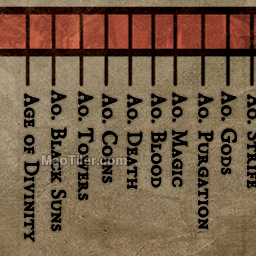 Age of Divinity
Ao. Black Suns
Ao. Towers
Ao. Cons
Ao. Death
Ao. Blood
Ao. Magic
Ao. Purgation
Ao. Gods
Ao. Strife
MapTiler.com